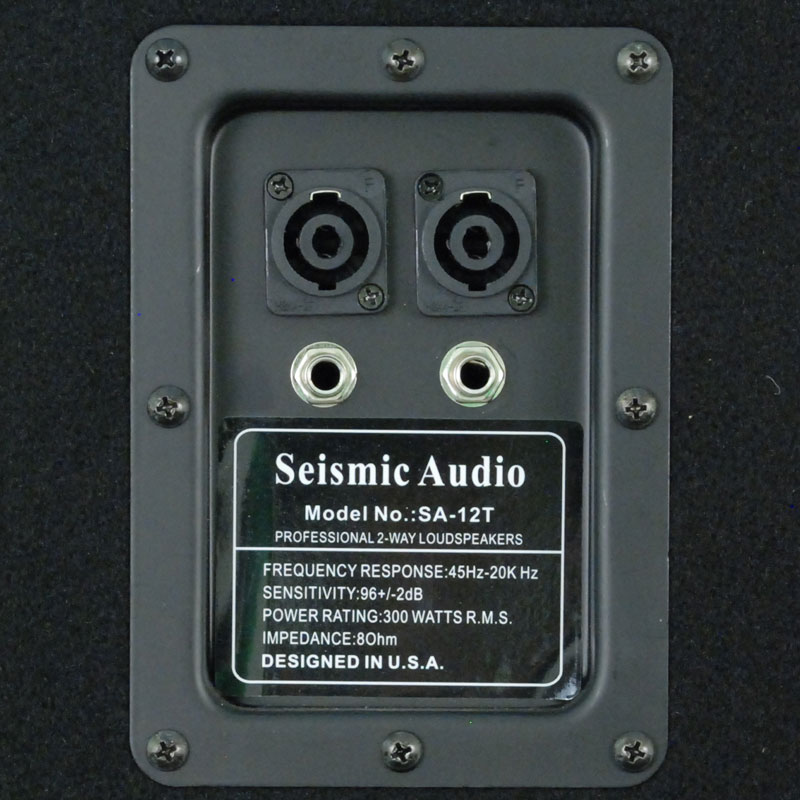 Seismic Audio
Model No.:SA-12T
PROFESSIONAL 2-WAY LOUDSPEAKERS
FREQUENCY RESPONSE:45Hz-20K Hz
SENSITIVITY:96+/-2dB
POWER RATING:300 WATTS R.M.S.
IMPEDANCE:8Ohm
DESIGNED IN U.S.A.